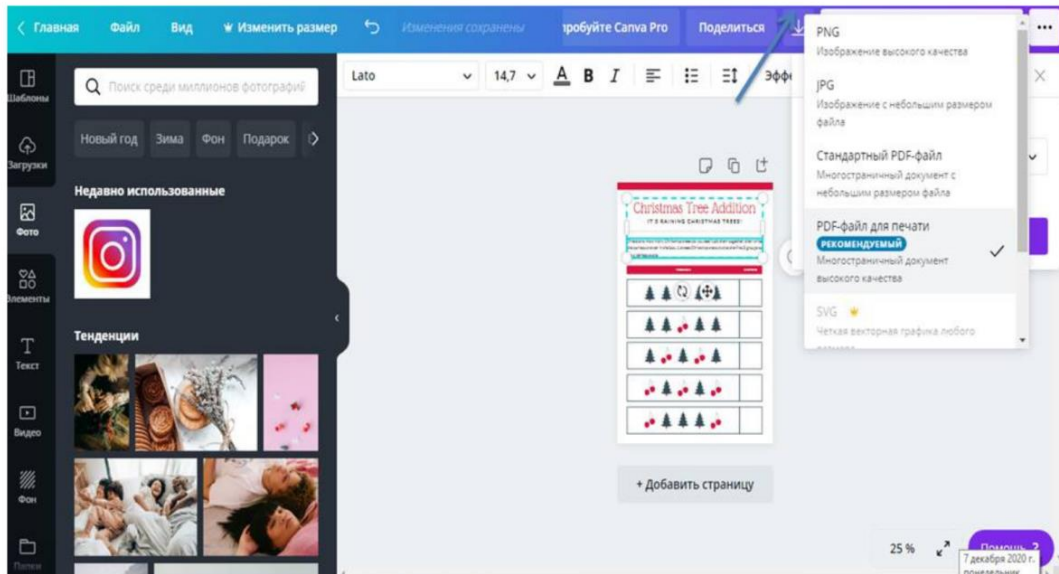 Главная Файл Вид Изменить размер Изменения сохранены робуйте Canva Pro Поделиться
Шаблоны
Загрузки
Фото
Элементы
Текст
Видео
Фон
Папки
Поиск среди миллионов фотографий
Новый год Зима Фон Подарок
Недавно использованные
Тенденции
Lato 14,7 A B I Эфф
Christmas Tree Addition
IT'S RAINING CHRISTMAS TREES!
+ Добавить страницу
PNG
Изображение высокого качества
JPG
Изображение с небольшим размером
файла
Стандартный PDF-файл
Многостраничный документ с
небольшим размером файла
PDF-файл для печати
РЕКОМЕНДУЕМЫЙ
Многостраничный документ
высокого качества
SVG
Четкая векторная графика любого
25 %
Помощь ?
7 декабря 2020 г.
понедельник